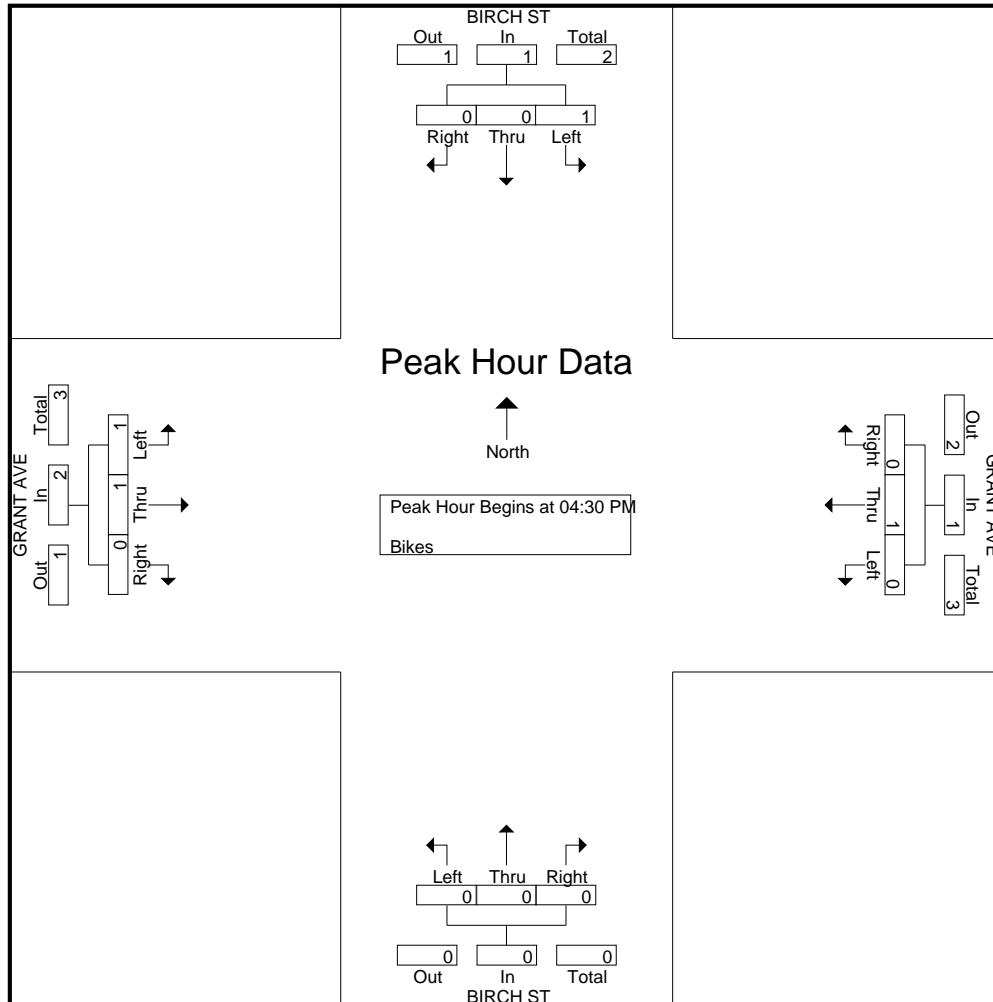 BIRCH ST
Out In Total
1 1 2
0 0 1
Right Thru Left
Peak Hour Data
North
Peak Hour Begins at 04:30 PM
Bikes
GRANT AVE
Total In Out
3 2 1
1 1 0
Left Thru Right
GRANT AVE
Out In Total
2 1 3
0 1 0
Right Thru Left
Left Thru Right
0 0 0
0 0 0
Out In Total
BIRCH ST